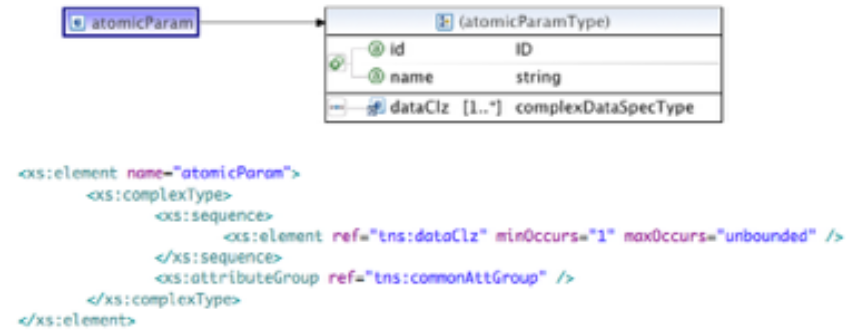 atomicParam
(atomicParamType)
id ID
name string
dataClz [1..*] complexDataSpecType
<xs:element name="atomicParam">
<xs:complexType>
<xs:sequence>
<xs:element ref="tns:dataClz" minOccurs="1" maxOccurs="unbounded" />
</xs:sequence>
<xs:attributeGroup ref="tns:commonAttGroup" />
</xs:complexType>
</xs:element>